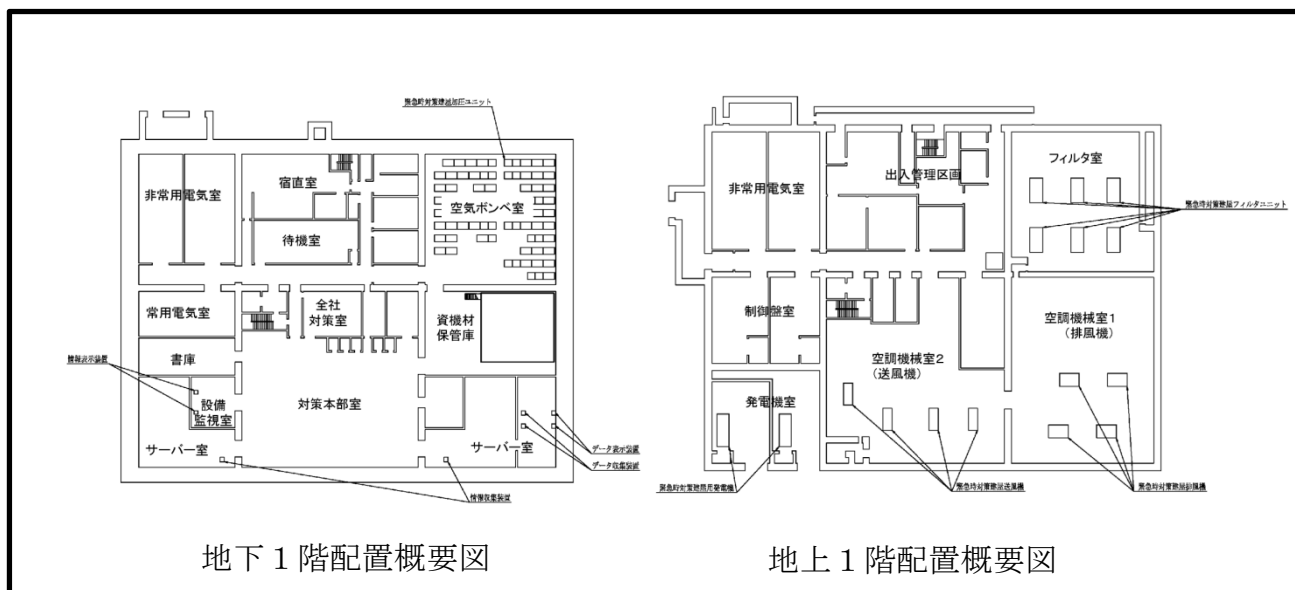 緊急時対策建屋加圧ユニット
非常用電気室
宿直室
空気ボンベ室
待機室
常用電気室
全社
対策室
資機材
保管庫
情報表示装置
書庫
設備
監視室
対策本部室
サーバー室
サーバー室
データ表示装置
データ収集装置
情報収集装置
地下1階配置概要図
フィルタ室
非常用電気室
出入管理区画
緊急時対策建屋フィルタユニット
制御盤室
空調機械室1
(排風機)
空調機械室2
(送風機)
発電機室
緊急時対策建屋用発電機
緊急時対策建屋送風機
緊急時対策建屋排風機
地上1階配置概要図